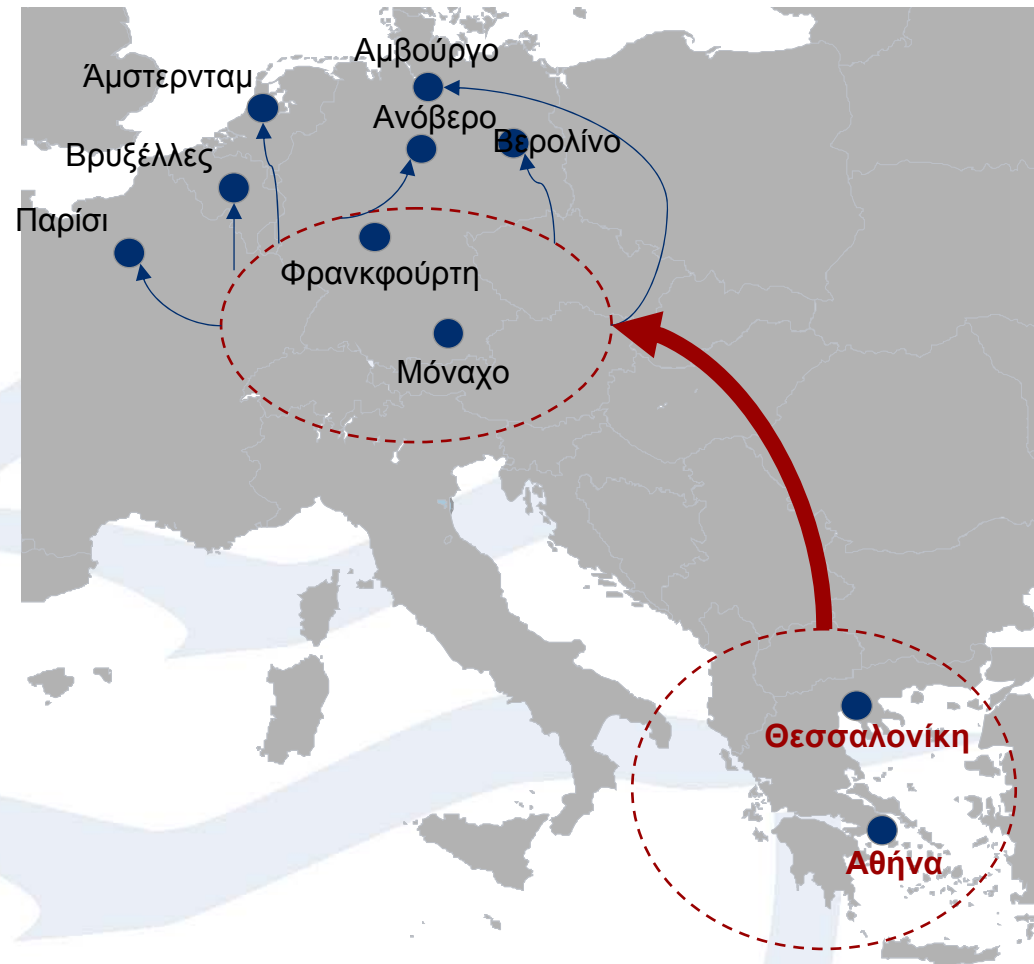 Αμβούργο
Άμστερνταμ
Ανόβερο
Βερολίνο
Βρυξέλλες
Παρίσι
Φρανκφούρτη
Μόναχο
Θεσσαλονίκη
Αθήνα